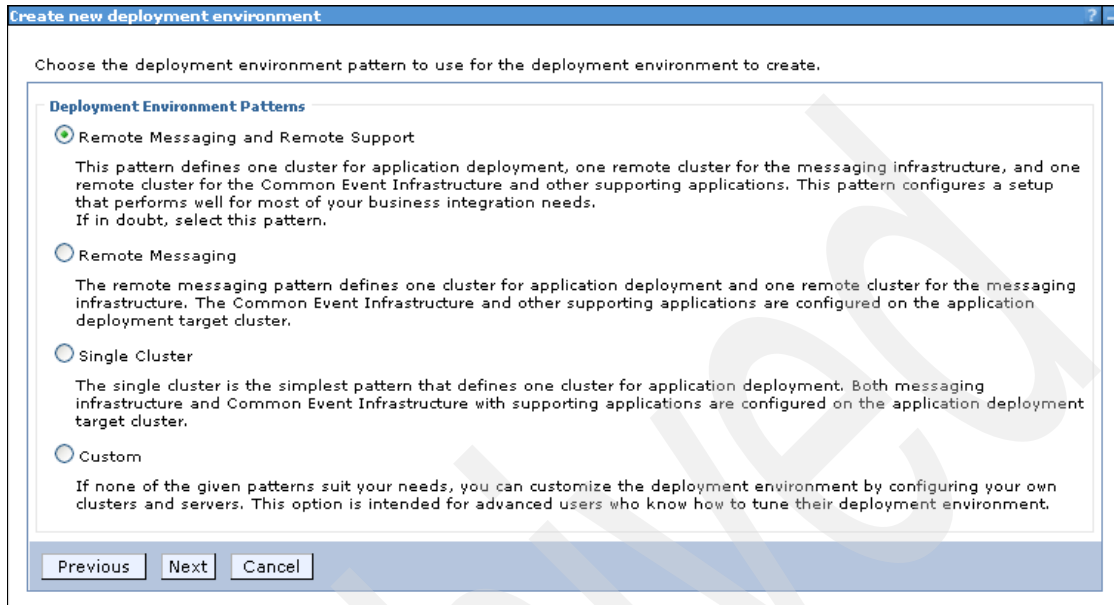 Create new deployment environment
?
Choose the deployment environment pattern to use for the deployment environment to create.
Deployment Environment Patterns
Remote Messaging and Remote Support
This pattern defines one cluster for application deployment, one remote cluster for the messaging infrastructure, and one
remote cluster for the Common Event Infrastructure and other supporting applications. This pattern configures a setup
that performs well for most of your business integration needs.
If in doubt, select this pattern.
Remote Messaging
The remote messaging pattern defines one cluster for application deployment and one remote cluster for the messaging
infrastructure. The Common Event Infrastructure and other supporting applications are configured on the application
deployment target cluster.
Single Cluster
The single cluster is the simplest pattern that defines one cluster for application deployment. Both messaging
infrastructure and Common Event Infrastructure with supporting applications are configured on the application deployment
target cluster.
Custom
If none of the given patterns suit your needs, you can customize the deployment environment by configuring your own
clusters and servers. This option is intended for advanced users who know how to tune their deployment environment.
Previous Next Cancel